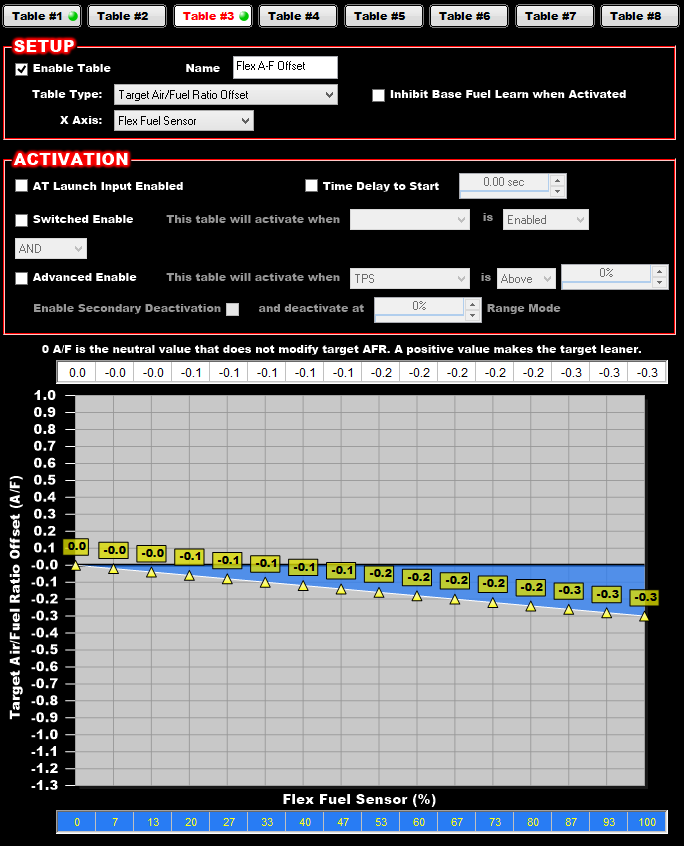 Table #1 Table #2 Table #3 Table #4 Table #5 Table #6 Table #7 Table #8
SETUP
Enable Table Name Flex A-F Offset
Table Type: Target Air/Fuel Ratio Offset Inhibit Base Fuel Learn when Activated
X Axis: Flex Fuel Sensor
ACTIVATION
AT Launch Input Enabled Time Delay to Start 0.00 sec
Switched Enable This table will activate when is Enabled
AND
Advanced Enable This table will activate when TPS is Above 0%
Enable Secondary Deactivation and deactivate at 0% Range Mode
0 A/F is the neutral value that does not modify target AFR. A positive value makes the target leaner.
0.0 -0.0 -0.0 -0.1 -0.1 -0.1 -0.1 -0.1 -0.2 -0.2 -0.2 -0.2 -0.2 -0.3 -0.3 -0.3
Target Air/Fuel Ratio Offset (A/F)
1.0
0.9
0.8
0.7
0.6
0.5
0.4
0.3
0.2
0.1
-0.0
-0.1
-0.2
-0.3
-0.4
-0.5
-0.6
-0.7
-0.8
-0.9
-1.0
-1.1
-1.2
-1.3
0.0 -0.0 -0.0 -0.1 -0.1 -0.1 -0.1 -0.1 -0.2 -0.2 -0.2 -0.2 -0.2 -0.3 -0.3 -0.3
Flex Fuel Sensor (%)
0 7 13 20 27 33 40 47 53 60 67 73 80 87 93 100